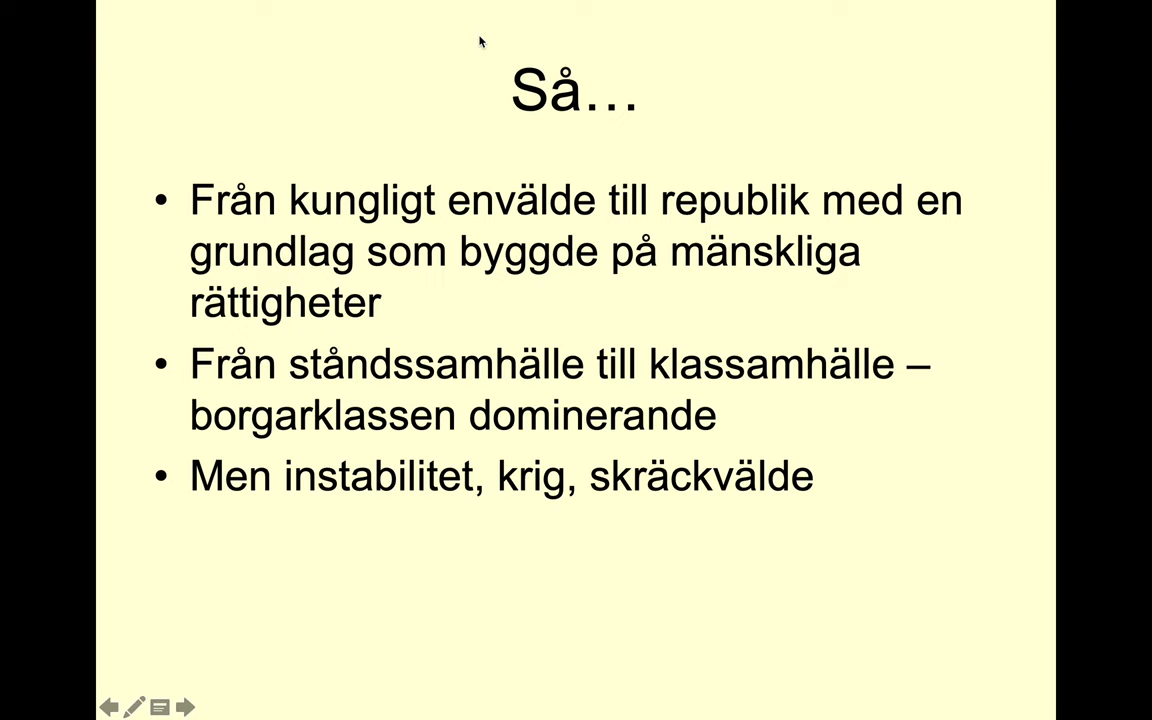 Så…
• Från kungligt envälde till republik med en
grundlag som byggde på mänskliga
rättigheter
• Från ståndssamhälle till klassamhälle –
borgarklassen dominerande
• Men instabilitet, krig, skräckvälde